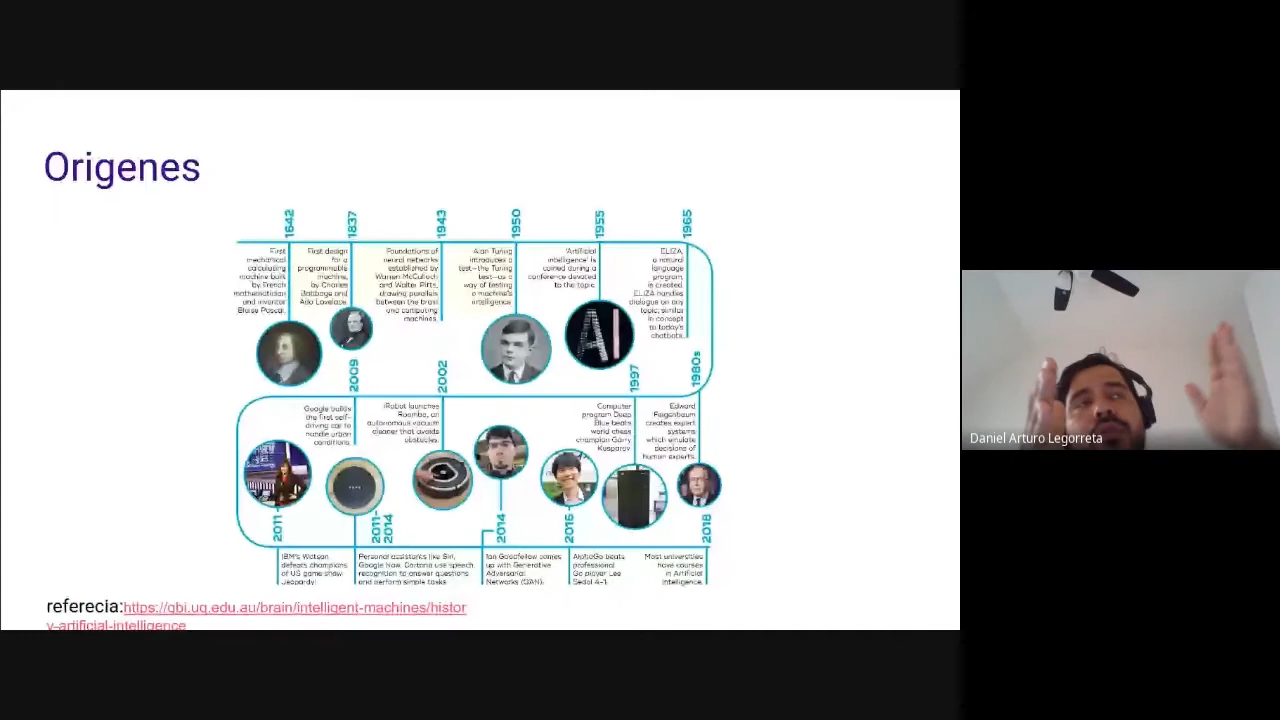 Origenes
1642
1837
1943
1950
1955
1965
First
mechanical
calculating
machine built
by French
mathematician
and inventor
Blaise Pascal.
First design
for a
programmable
machine,
by Charles
Babbage and
Ada Lovelace.
Foundations of
neural networks
established by
Warren McCulloch
and Walter Pitts,
drawing parallels
between the brain
and computing
machines.
Alan Turing
introduces a
test—the Turing
test—as a
way of testing
a machine's
intelligence.
'Artificial
intelligence' is
coined during a
conference devoted
to the topic.
ELIZA,
a natural
language
program,
is created.
ELIZA handles
dialogue on any
topic; similar
in concept
to today's
chatbots.
AI
2009
2002
1997
1980s
Google builds
the first self-
driving car to
handle urban
conditions.
iRobot launches
Roomba, an
autonomous vacuum
cleaner that avoids
obstacles.
Computer
program Deep
Blue beats
world chess
champion Garry
Kasparov.
Edward
Feigenbaum
creates expert
systems
which emulate
decisions of
human experts.
2011
2011-
2014
2014
2016
2018
IBM's Watson
defeats champions
of US game show
Jeopardy!
Personal assistants like Siri,
Google Now, Cortana use speech
recognition to answer questions
and perform simple tasks
Ian Goodfellow comes
up with Generative
Adversarial
Networks (GAN).
AlphaGo beats
professional
Go player Lee
Sedol 4-1.
Most universities
have courses
in Artificial
Intelligence.
referecia:https://qbi.uq.edu.au/brain/intelligent-machines/histor
y-artificial-intelligence
Daniel Arturo Legorreta